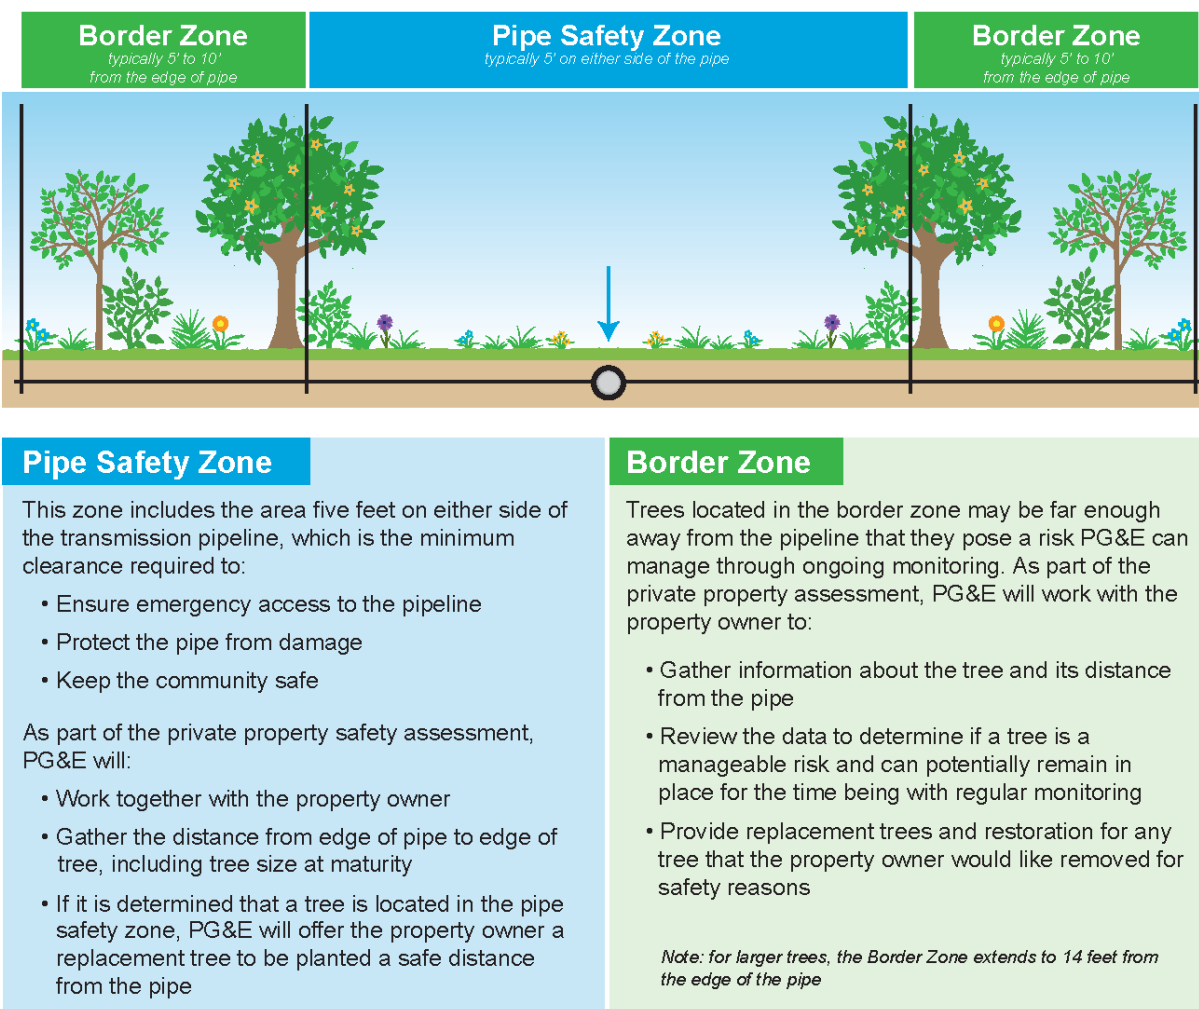 Border Zone
typically 5' to 10'
from the edge of pipe
Pipe Safety Zone
typically 5' on either side of the pipe
Border Zone
typically 5' to 10'
from the edge of pipe
Pipe Safety Zone
This zone includes the area five feet on either side of
the transmission pipeline, which is the minimum
clearance required to:
• Ensure emergency access to the pipeline
• Protect the pipe from damage
• Keep the community safe
As part of the private property safety assessment,
PG&E will:
• Work together with the property owner
• Gather the distance from edge of pipe to edge of
tree, including tree size at maturity
• If it is determined that a tree is located in the pipe
safety zone, PG&E will offer the property owner a
replacement tree to be planted a safe distance
from the pipe
Border Zone
Trees located in the border zone may be far enough
away from the pipeline that they pose a risk PG&E can
manage through ongoing monitoring. As part of the
private property assessment, PG&E will work with the
property owner to:
• Gather information about the tree and its distance
from the pipe
• Review the data to determine if a tree is a
manageable risk and can potentially remain in
place for the time being with regular monitoring
• Provide replacement trees and restoration for any
tree that the property owner would like removed for
safety reasons
Note: for larger trees, the Border Zone extends to 14 feet from
the edge of the pipe